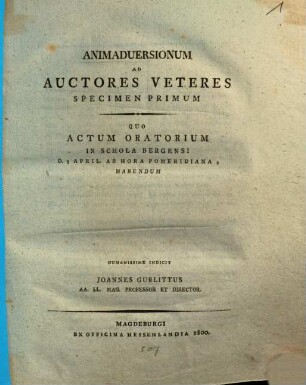 1
ANIMADUERSIONUM
AD
AUCTORES VETERES
SPECIMEN PRIMUM
QUO
ACTUM ORATORIUM
IN SCHOLA BERGENSI
D. 3 APRIL. AB HORA POMERIDIANA 3
HABENDUM
HUMANISSIME INDICIT
JOANNES GURLITTUS
AA. LL. MAG. PROFESSOR ET DIRECTOR.
MAGDEBURGI
EX OFFICINA HESSENLANDIA 1800.